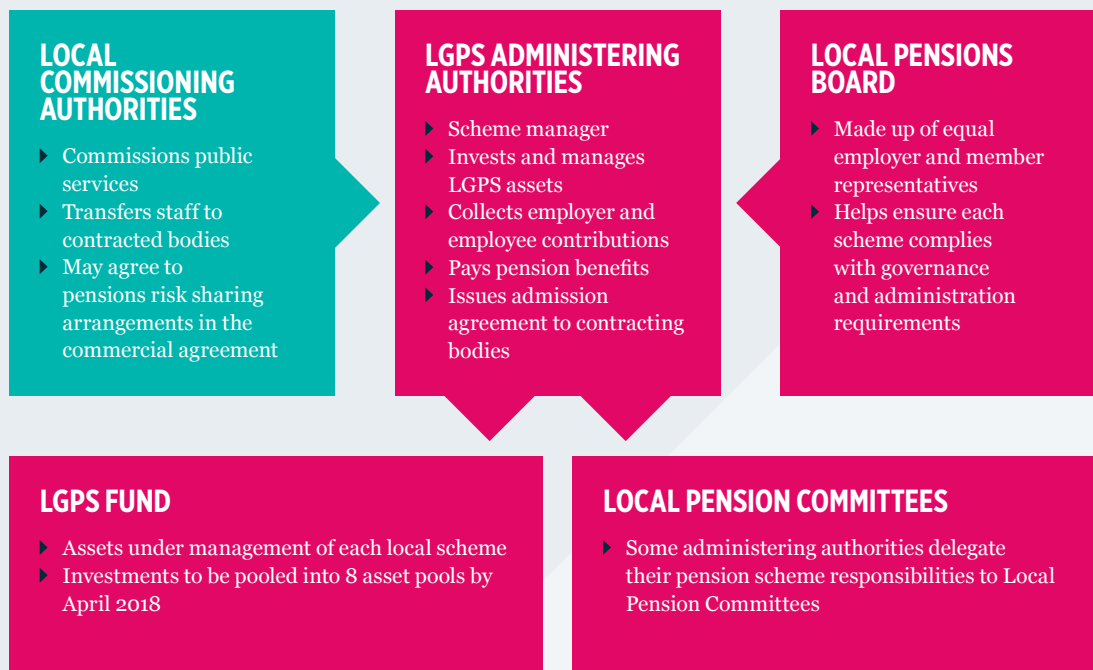 LOCAL
COMMISSIONING
AUTHORITIES
Commissions public
services
Transfers staff to
contracted bodies
May agree to
pensions risk sharing
arrangements in the
commercial agreement
LGPS ADMINISTERING
AUTHORITIES
Scheme manager
Invests and manages
LGPS assets
Collects employer and
employee contributions
Pays pension benefits
Issues admission
agreement to contracting
bodies
LOCAL PENSIONS
BOARD
Made up of equal
employer and member
representatives
Helps ensure each
scheme complies
with governance
and administration
requirements
LGPS FUND
Assets under management of each local scheme
Investments to be pooled into 8 asset pools by
April 2018
LOCAL PENSION COMMITTEES
Some administering authorities delegate
their pension scheme responsibilities to Local
Pension Committees